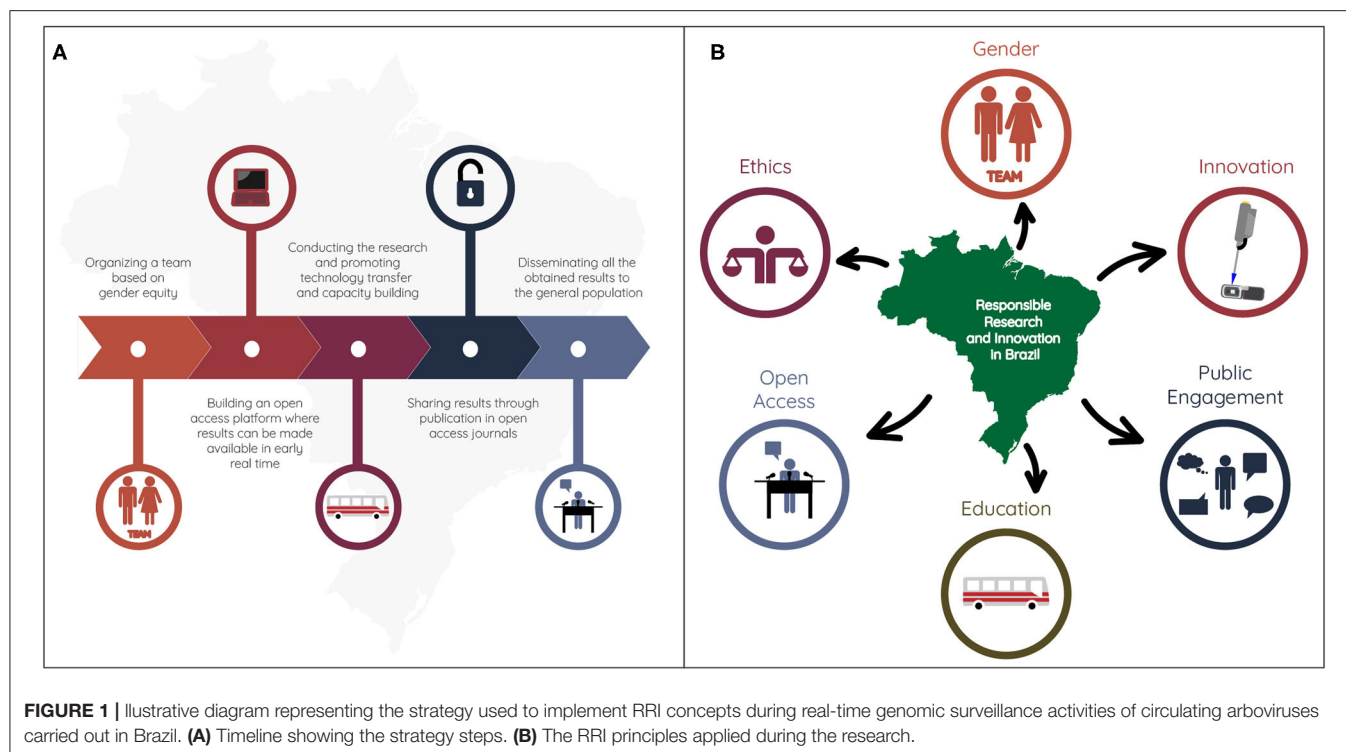 A
Organizing a team
based on
gender equity
TEAM
Building an open
access platform where
results can be made
available in early
real time
Conducting the research
and promoting
technology transfer
and capacity building
Sharing results through
publication in open
access journals
Disseminating all the
obtained results to
the general population
B
Gender
TEAM
Ethics
Innovation
Responsible
Research
and Innovation
in Brazil
Open
Access
Public
Engagement
Education
FIGURE 1 | Ilustrative diagram representing the strategy used to implement RRI concepts during real-time genomic surveillance activities of circulating arboviruses
carried out in Brazil. (A) Timeline showing the strategy steps. (B) The RRI principles applied during the research.